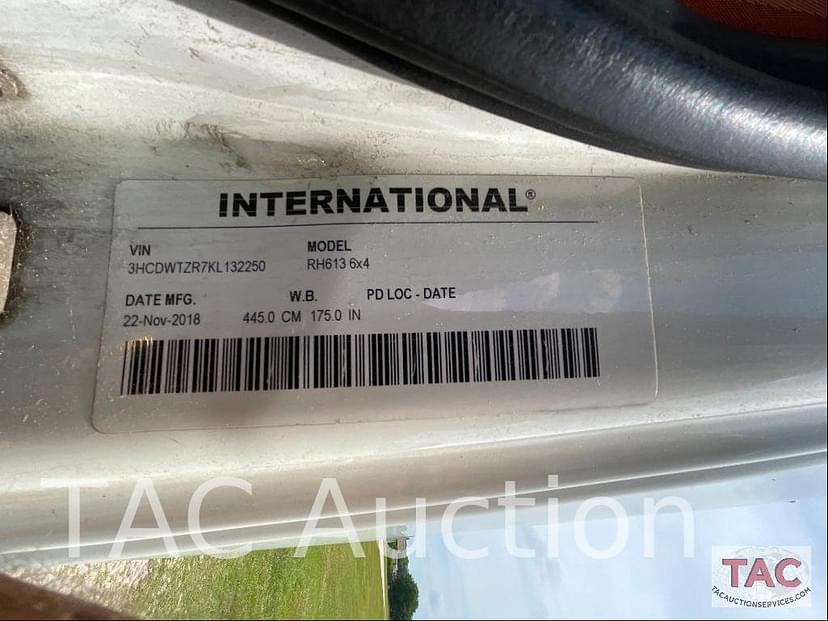 INTERNATIONAL®
VIN MODEL
3HCDWTZR7KL132250 RH613 6x4
DATE MFG. W.B. PD LOC - DATE
22-Nov-2018 445.0 CM 175.0 IN
TAC Auction
TAC
TACAUCTIONSERVICES.COM